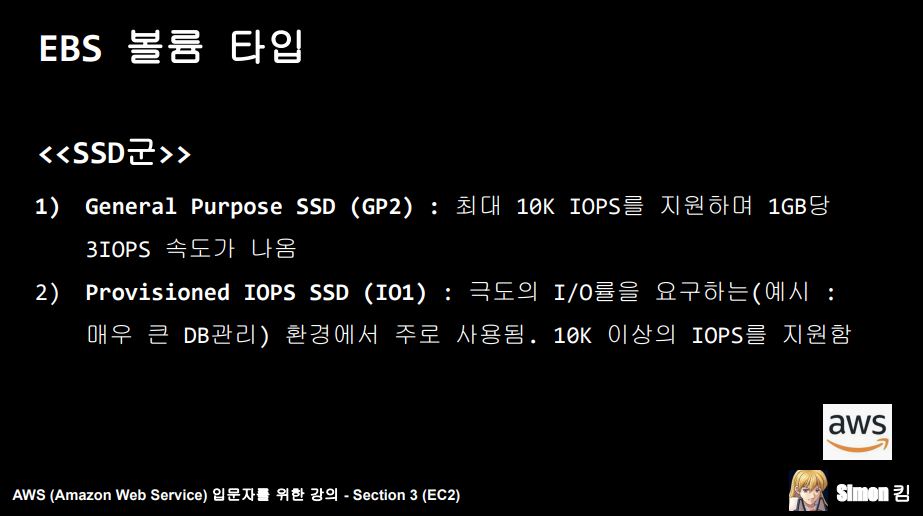 EBS 볼륨 타입
<<SSD군>>
1) General Purpose SSD (GP2) : 최대 10K IOPS를 지원하며 1GB당
3IOPS 속도가 나옴
2) Provisioned IOPS SSD (IO1) : 극도의 I/O률을 요구하는(예시 :
매우 큰 DB관리) 환경에서 주로 사용됨. 10K 이상의 IOPS를 지원함
aws
AWS (Amazon Web Service) 입문자를 위한 강의 - Section 3 (EC2)
Simon 킴